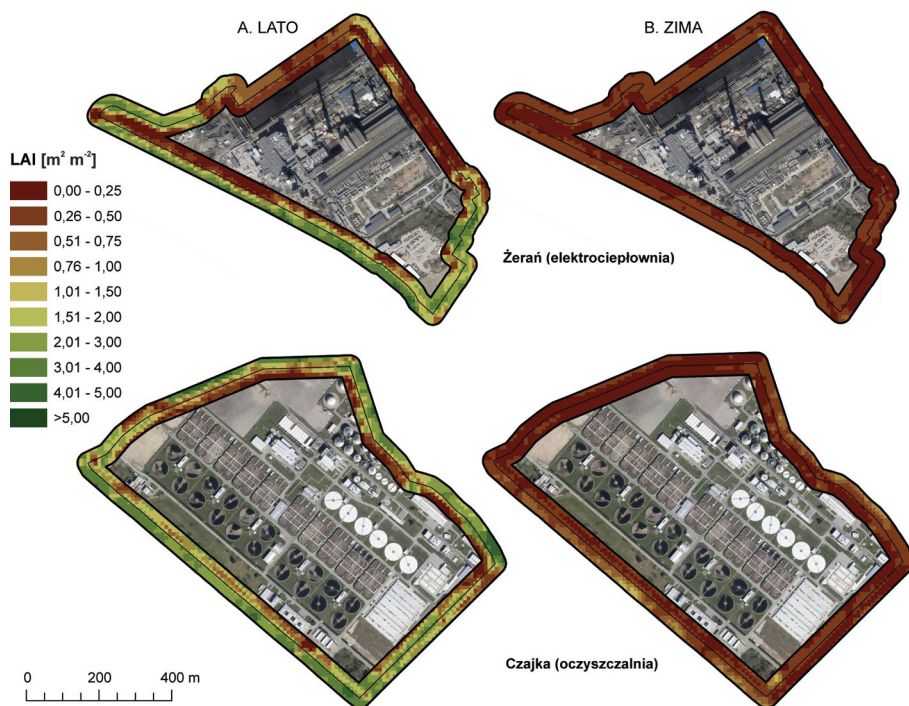 A. LATO
B. ZIMA
LAI [m² m⁻²]
0,00 - 0,25
0,26 - 0,50
0,51 - 0,75
0,76 - 1,00
1,01 - 1,50
1,51 - 2,00
2,01 - 3,00
3,01 - 4,00
4,01 - 5,00
>5,00
Żerań (elektrociepłownia)
Czajka (oczyszczalnia)
0 200 400 m